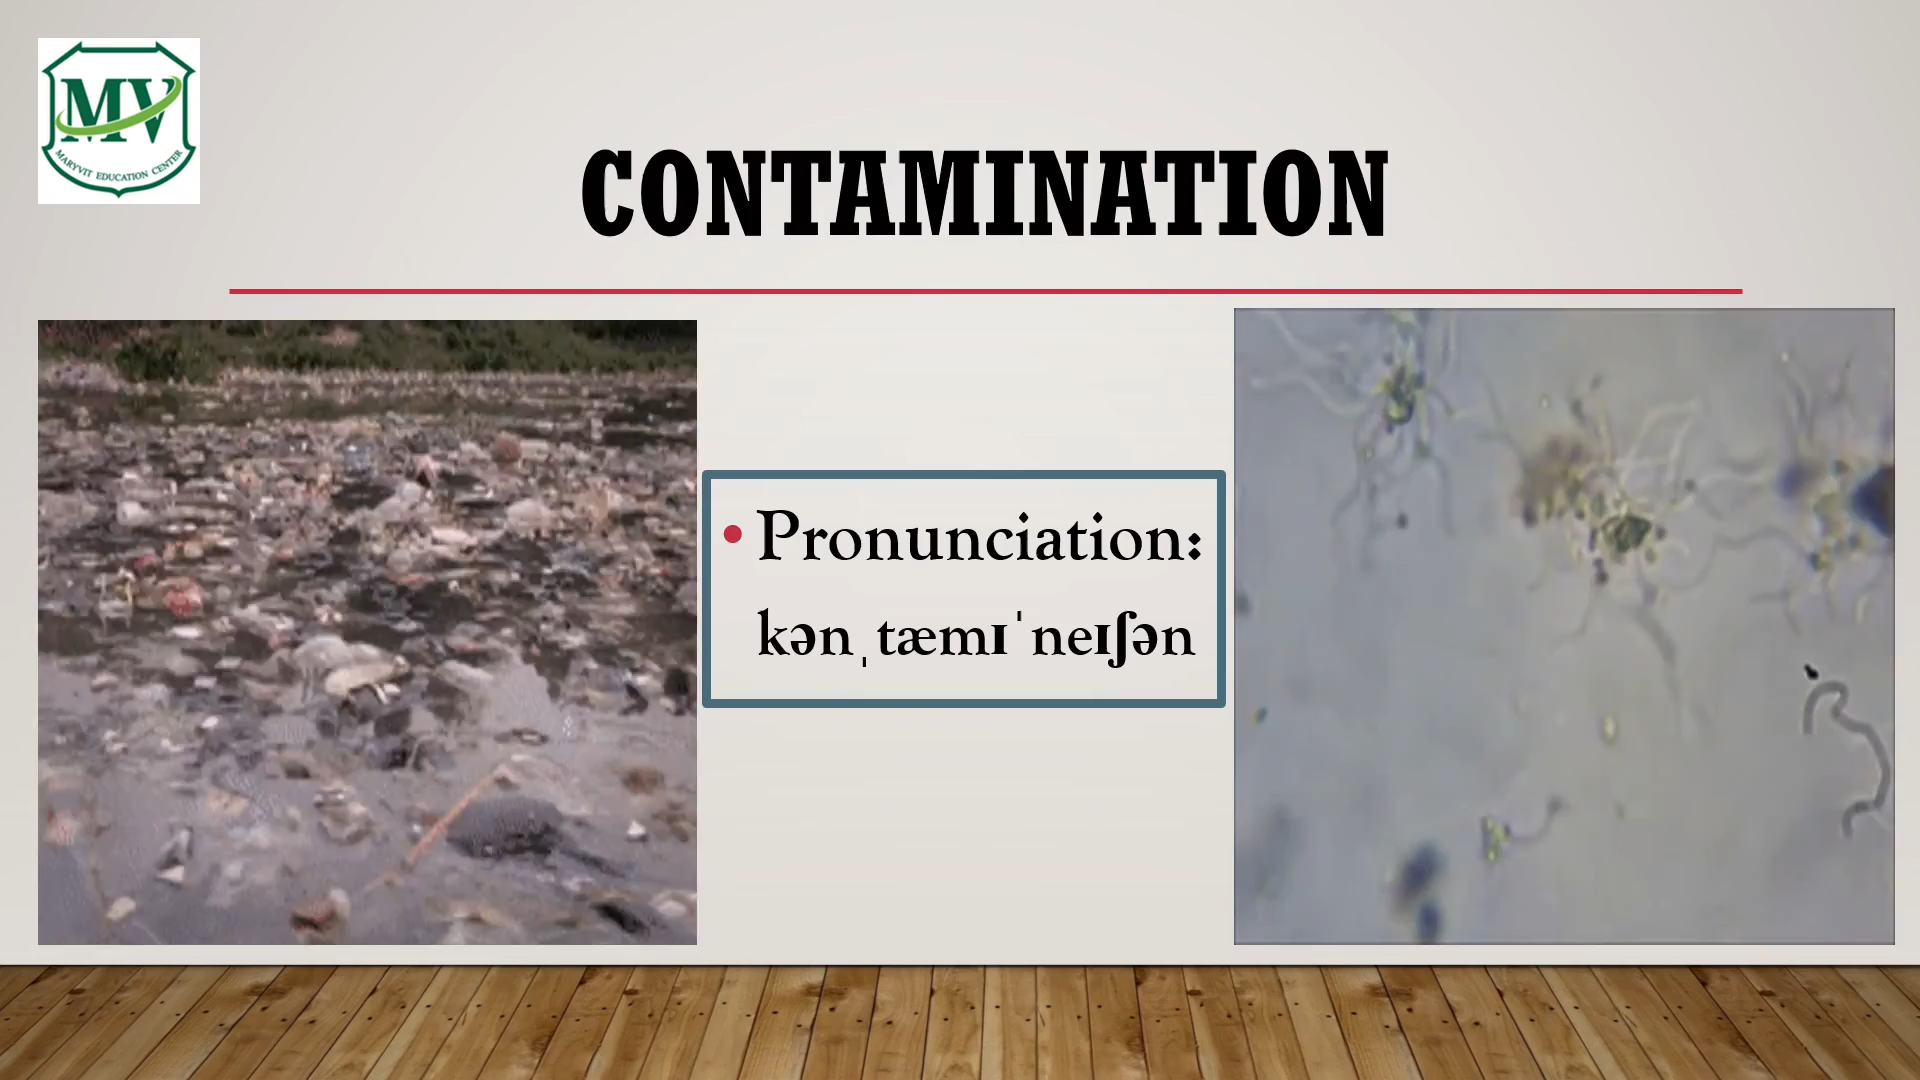 MV
MARYVIT EDUCATION CENTER
CONTAMINATION
Pronunciation:
kənˌtæmɪˈneɪʃən